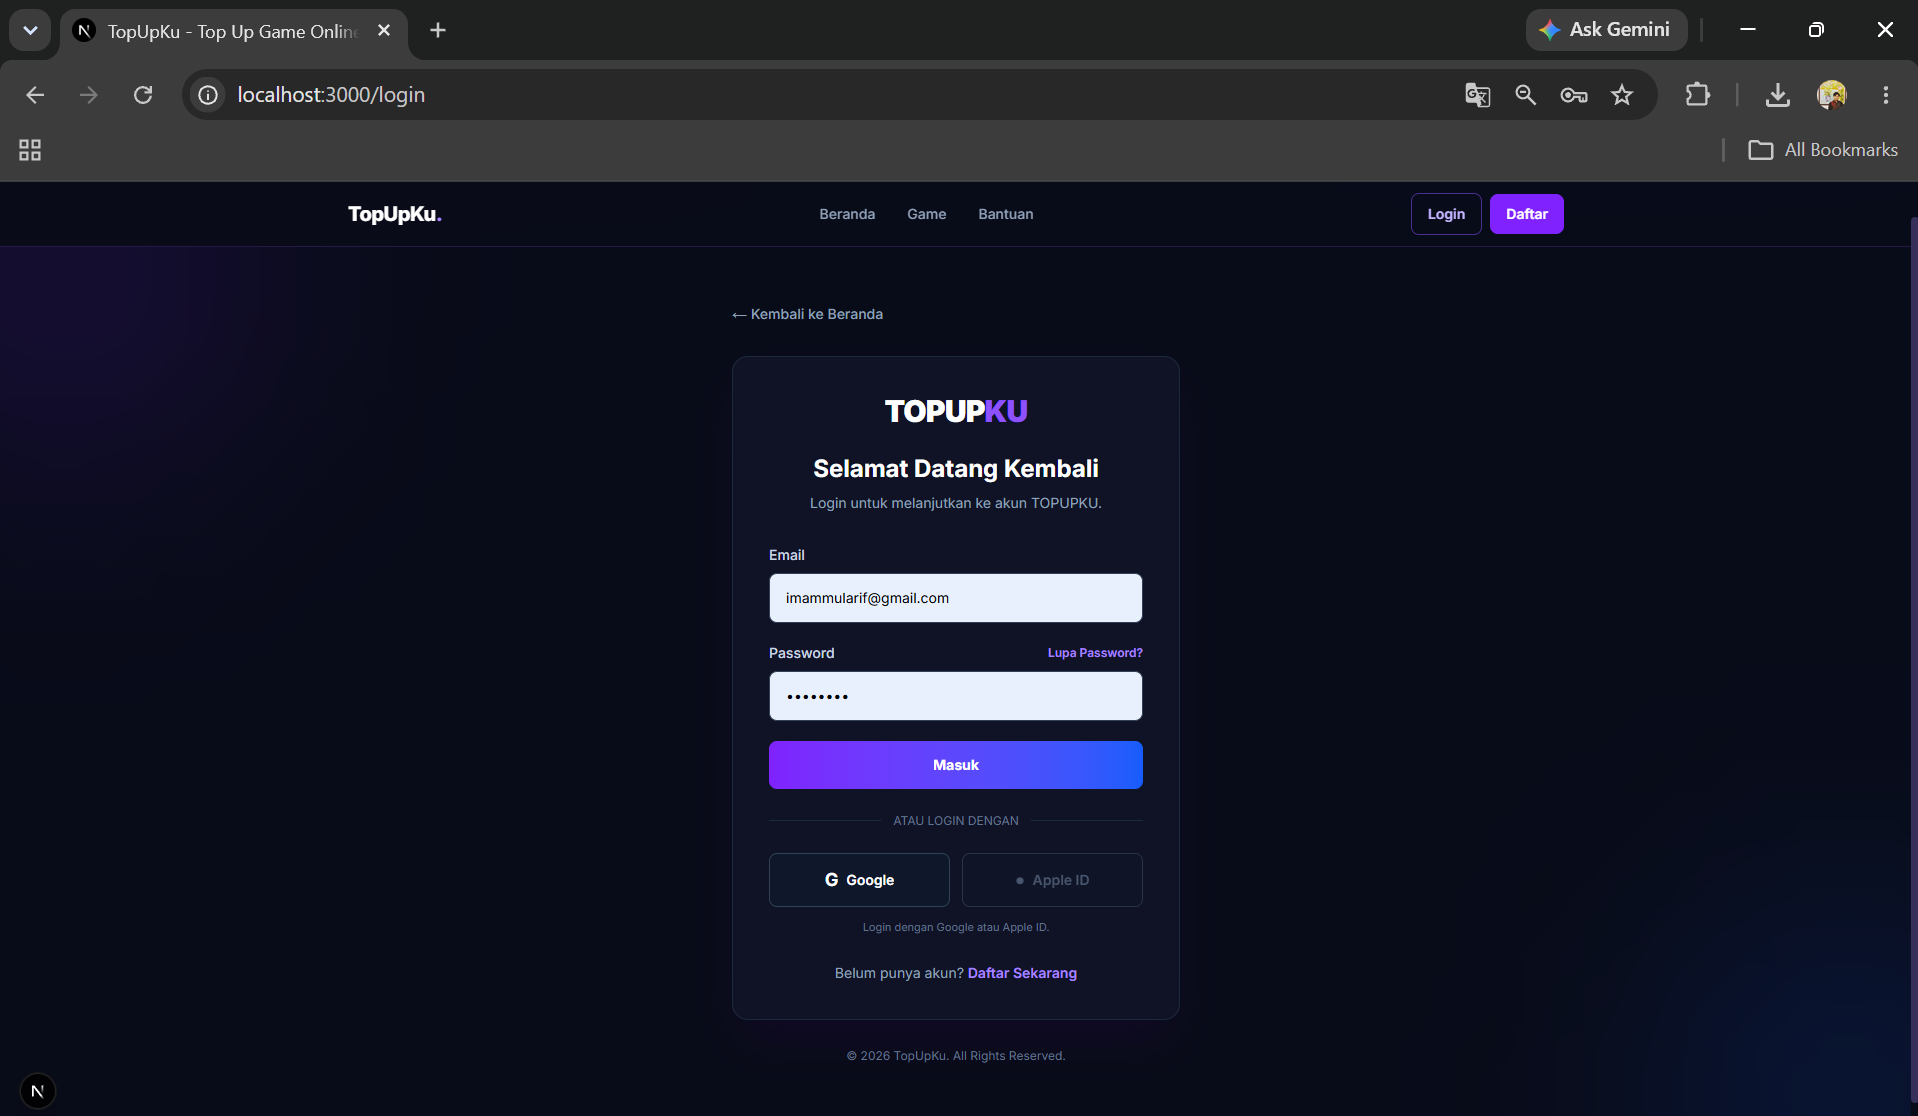 TopUpKu - Top Up Game Online
Ask Gemini
localhost:3000/login
All Bookmarks
TopUpKu.
Beranda
Game
Bantuan
Login
Daftar
← Kembali ke Beranda
TOPUPKU
Selamat Datang Kembali
Login untuk melanjutkan ke akun TOPUPKU.
Email
imammularif@gmail.com
Password
Lupa Password?
••••••••
Masuk
ATAU LOGIN DENGAN
G Google
● Apple ID
Login dengan Google atau Apple ID.
Belum punya akun? Daftar Sekarang
© 2026 TopUpKu. All Rights Reserved.
N